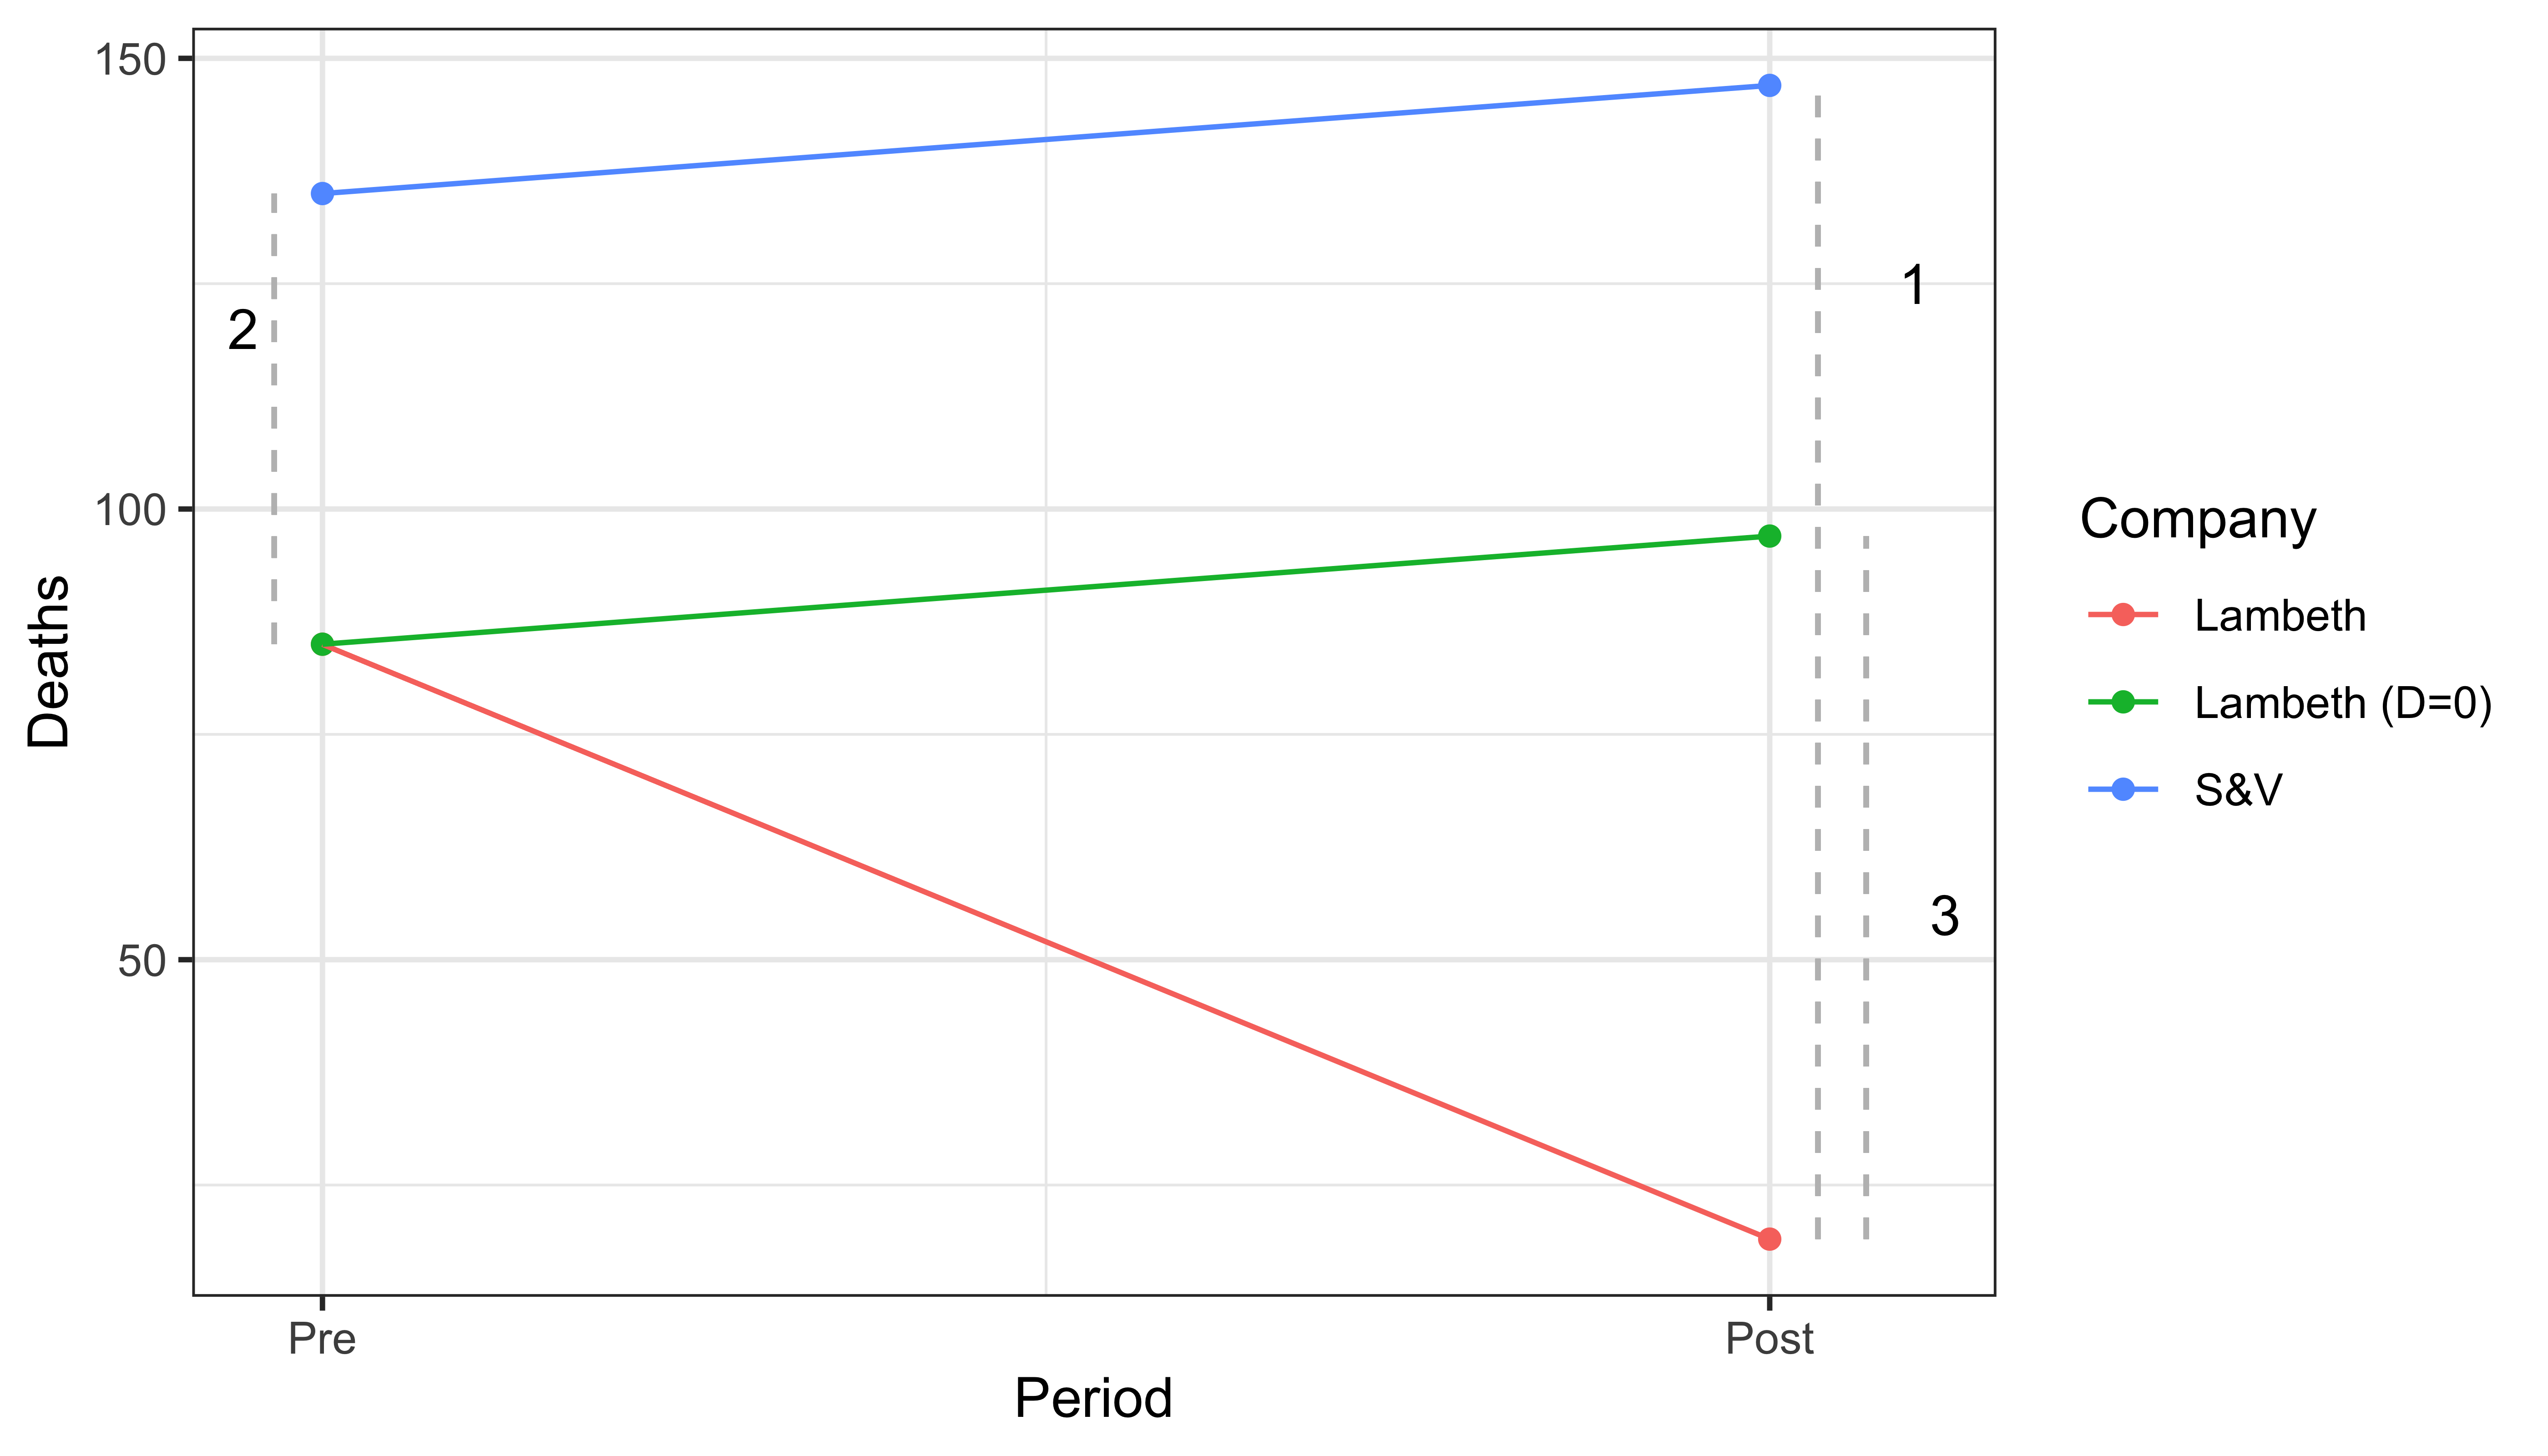 150
100
50
Deaths
2
1
3
Pre
Post
Period
Company
Lambeth
Lambeth (D=0)
S&V